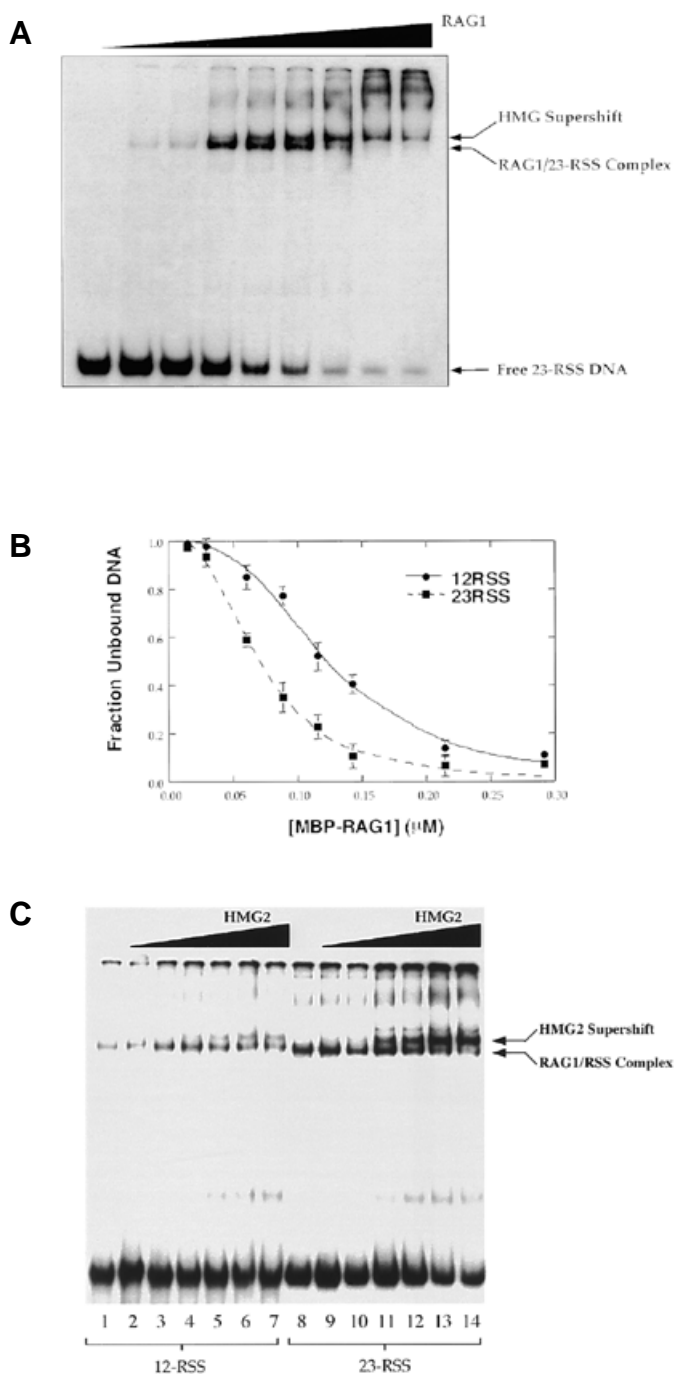 A
RAG1
HMG Supershift
RAG1/23-RSS Complex
Free 23-RSS DNA
B
Fraction Unbound DNA
1.0
0.8
0.6
0.4
0.2
0.0
12RSS
23RSS
0.00 0.05 0.10 0.15 0.20 0.25 0.30
[MBP-RAG1] (µM)
C
HMG2 HMG2
HMG2 Supershift
RAG1/RSS Complex
1 2 3 4 5 6 7 8 9 10 11 12 13 14
12-RSS 23-RSS